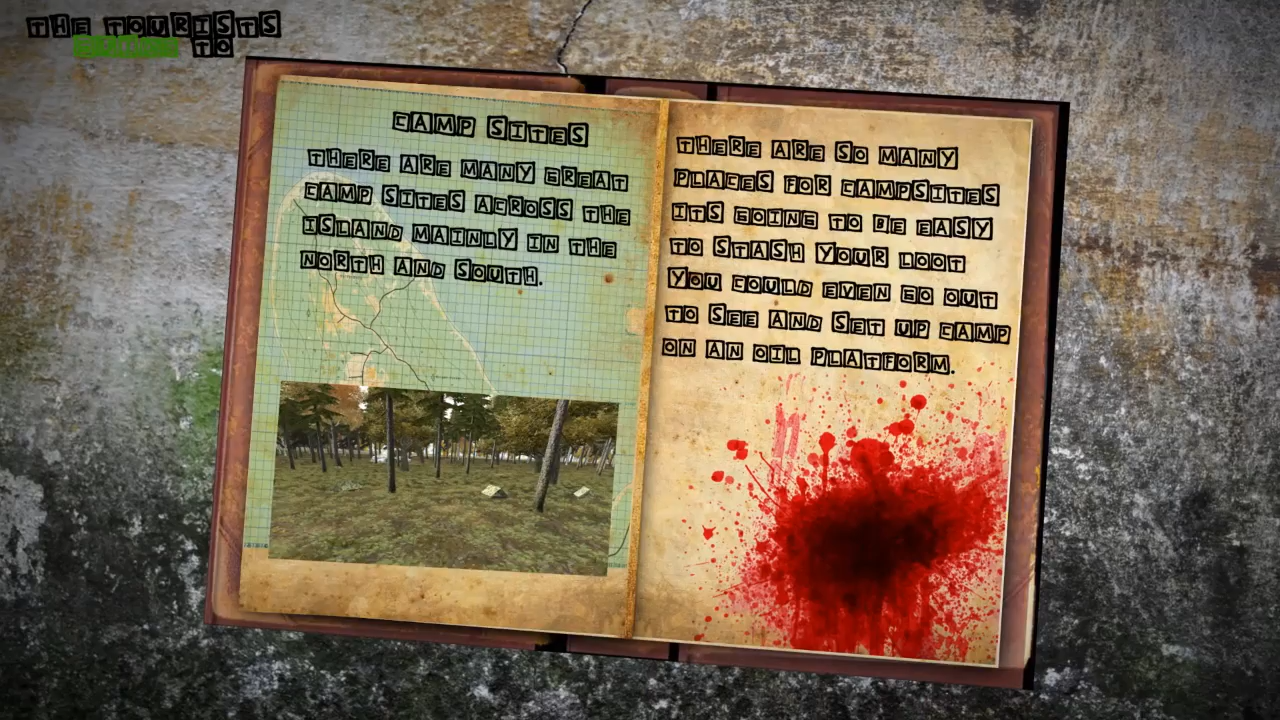 THE TOURISTS
TO
CAMP SITES
THERE ARE MANY GREAT
CAMP SITES ACROSS THE
ISLAND MAINLY IN THE
NORTH AND SOUTH.
THERE ARE SO MANY
PLACES FOR CAMPSITES
ITS GOING TO BE EASY
TO STASH YOUR LOOT
YOU COULD EVEN GO OUT
TO SEE AND SET UP CAMP
ON AN OIL PLATFORM.